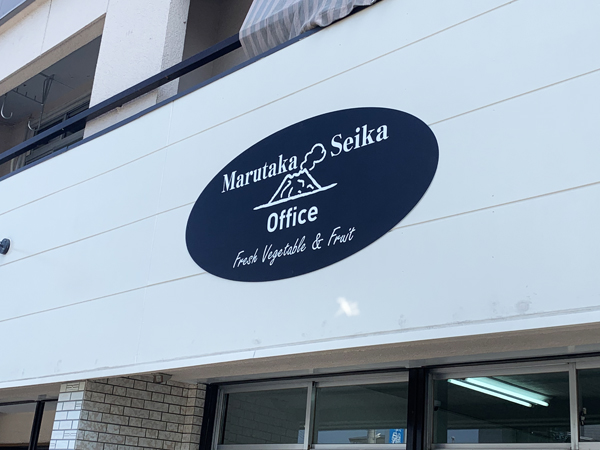 Marutaka Seika
Office
Fresh Vegetable & Fruit